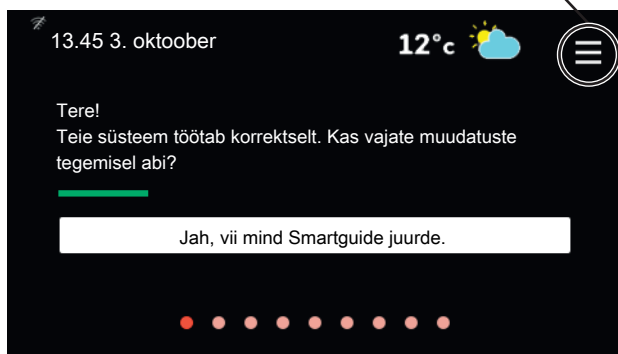 13.45 3. oktoober
12°c
Tere!
Teie süsteem töötab korrektselt. Kas vajate muudatuste
tegemisel abi?
Jah, vii mind Smartguide juurde.